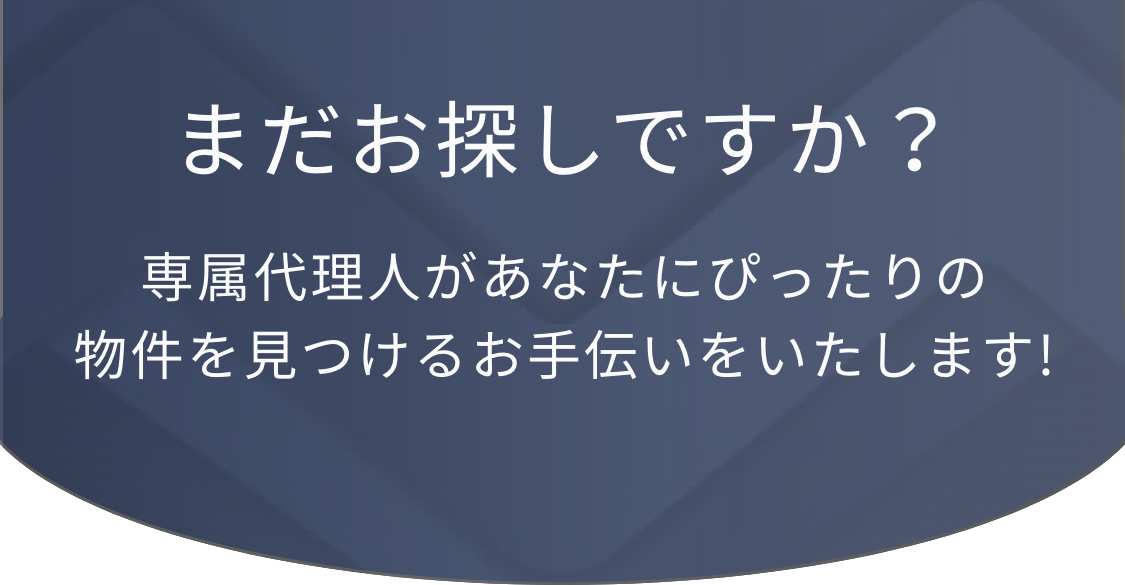 まだお探しですか？
専属代理人があなたにぴったりの
物件を見つけるお手伝いをいたします!